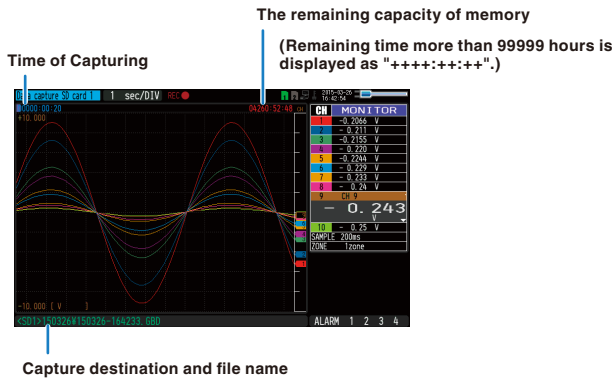 The remaining capacity of memory
(Remaining time more than 99999 hours is
displayed as "++++:++:++".)
Time of Capturing
Data capture SD card 1 1 sec/DIV REC
2015-03-26
16:42:54
0000:00:20 04260:52:48 CH
+10.000
CH MONITOR
1 -0.2066 V
2 - 0.211 V
3 -0.2155 V
4 - 0.220 V
5 -0.2244 V
6 - 0.229 V
7 - 0.233 V
8 - 0.24 V
9 CH 9
- 0.243
V
10 - 0.25 V
SAMPLE 200ms
ZONE 1zone
-10.000 [ V ]
<SD1>150326¥150326-164233.GBD
ALARM 1 2 3 4
Capture destination and file name